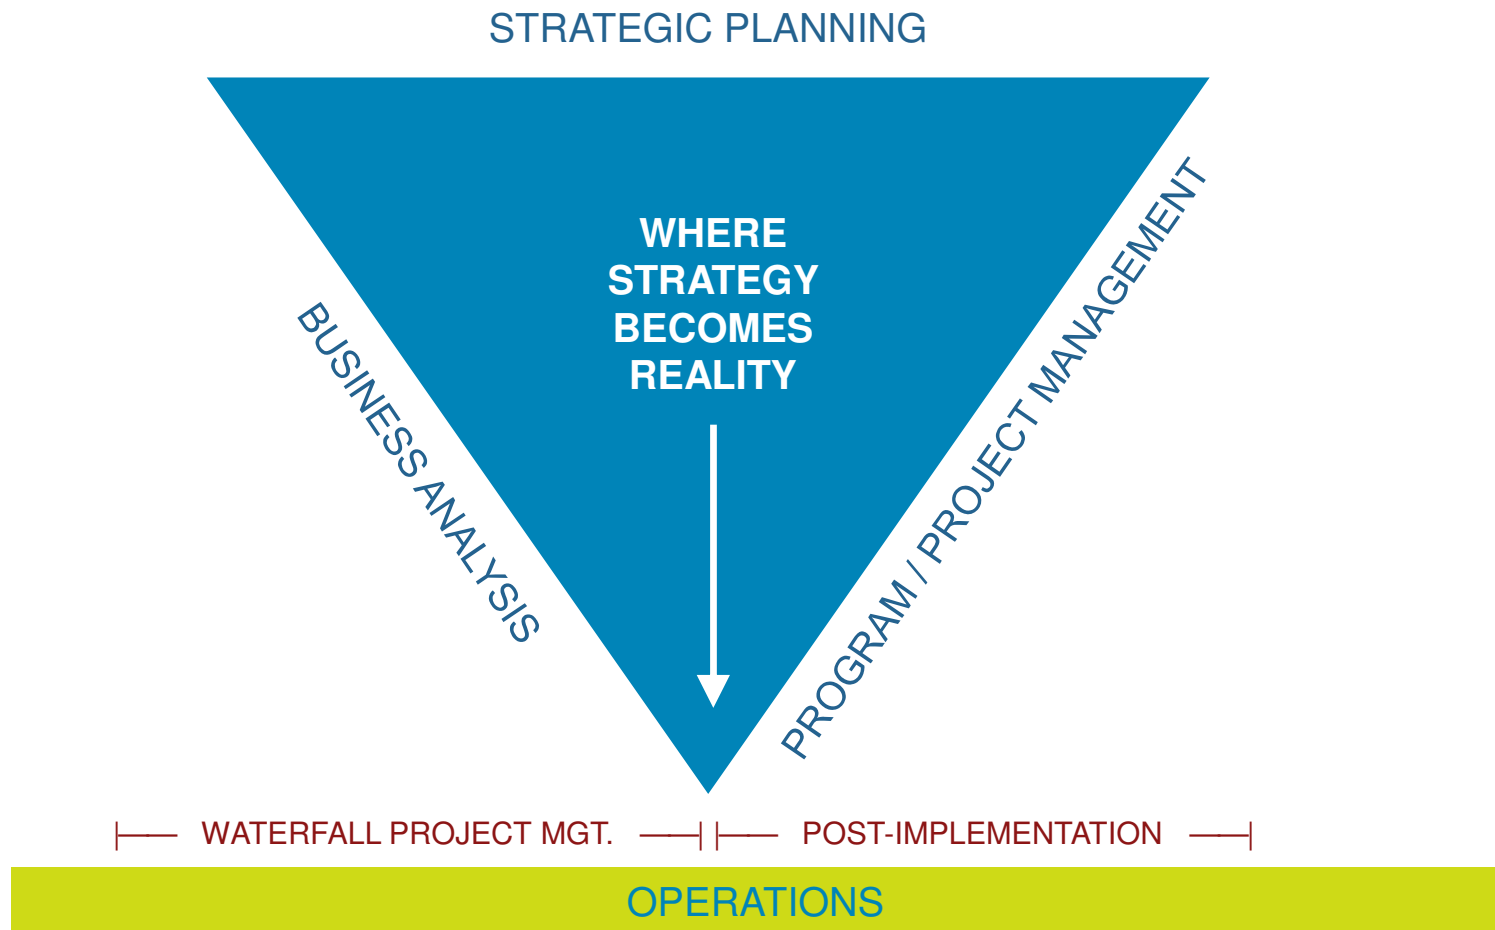 STRATEGIC PLANNING
WHERE
STRATEGY
BECOMES
REALITY
BUSINESS ANALYSIS
PROGRAM / PROJECT MANAGEMENT
WATERFALL PROJECT MGT.
POST-IMPLEMENTATION
OPERATIONS